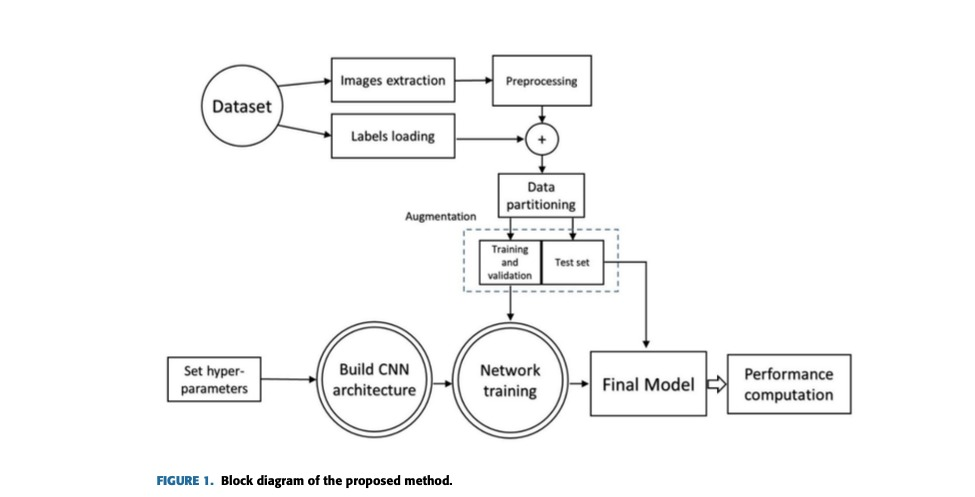 Dataset
Images extraction
Preprocessing
Labels loading
+
Data
partitioning
Augmentation
Training
and
validation
Test set
Set hyper-
parameters
Build CNN
architecture
Network
training
Final Model
Performance
computation
FIGURE 1. Block diagram of the proposed method.